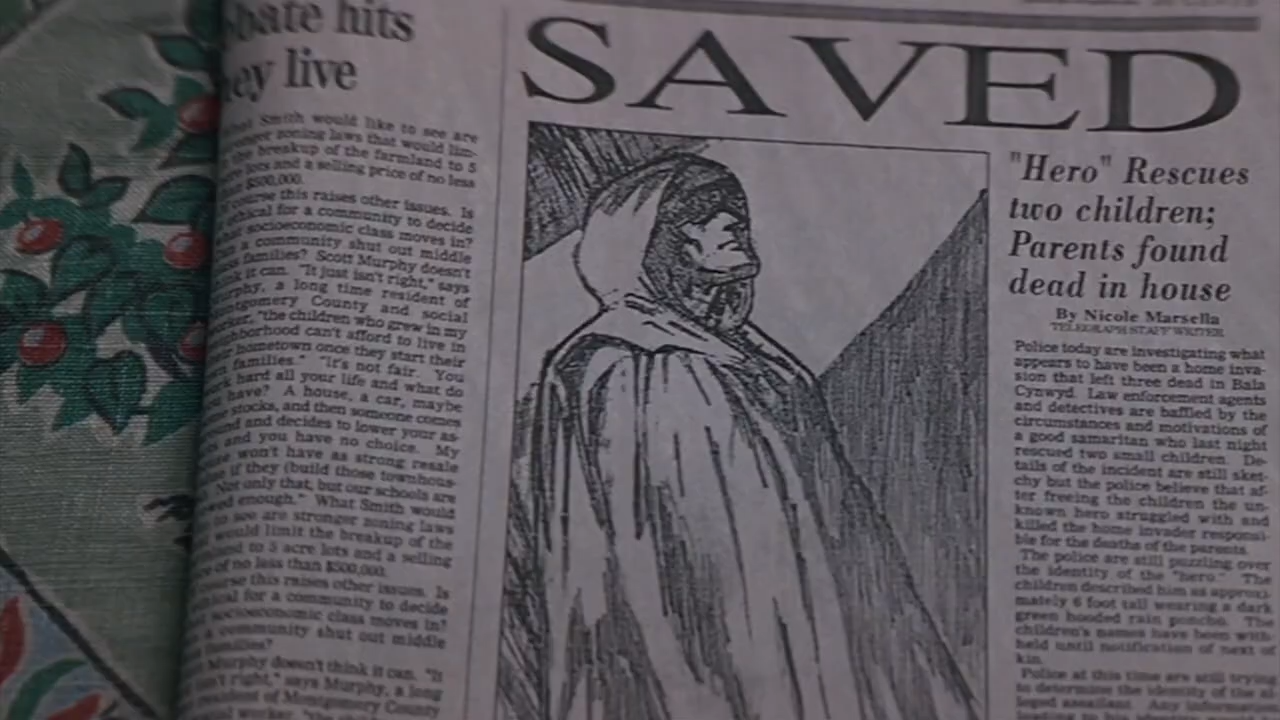 bate hits
ey live
Smith would like to see are
zoning laws that would lim-
the breakup of the farmland to 5
lots and a selling price of no less
$500,000.
this raises other issues. Is
for a community to decide
socioeconomic class moves in?
a community shut out middle
families? Scott Murphy doesn't
it can. "It just isn't right," says
a long time resident of
County and social
"the children who grew in my
can't afford to live in
hometown once they start their
families." "It's not fair. You
hard all your life and what do
have? A house, a car, maybe
stocks, and then someone comes
and decides to lower your as-
and you have no choice. My
won't have as strong resale
if they (build those townhous-
Not only that, but our schools are
enough." What Smith would
to see are stronger zoning laws
would limit the breakup of the
to 5 acre lots and a selling
of no less than $500,000.
this raises other issues. Is
for a community to decide
socioeconomic class moves in?
a community shut out middle
families?
Murphy doesn't think it can. "It
isn't right," says Murphy, a long
resident of Montgomery County
SAVED
"Hero" Rescues
two children;
Parents found
dead in house
By Nicole Marsella
TELEGRAPH STAFF WRITER
Police today are investigating what
appears to have been a home inva-
sion that left three dead in Bala
Cynwyd. Law enforcement agents
and detectives are baffled by the
circumstances and motivations of
a good samaritan who last night
rescued two small children. De-
tails of the incident are still sket-
chy but the police believe that af-
ter freeing the children the un-
known hero struggled with and
killed the home invader responsi-
ble for the deaths of the parents.
The police are still puzzling over
the identity of the "hero." The
children described him as approxi-
mately 6 foot tall wearing a dark
green hooded rain poncho. The
children's names have been with-
held until notification of next of
kin.
Police at this time are still trying
to determine the identity of the al-
leged assailant. Any information